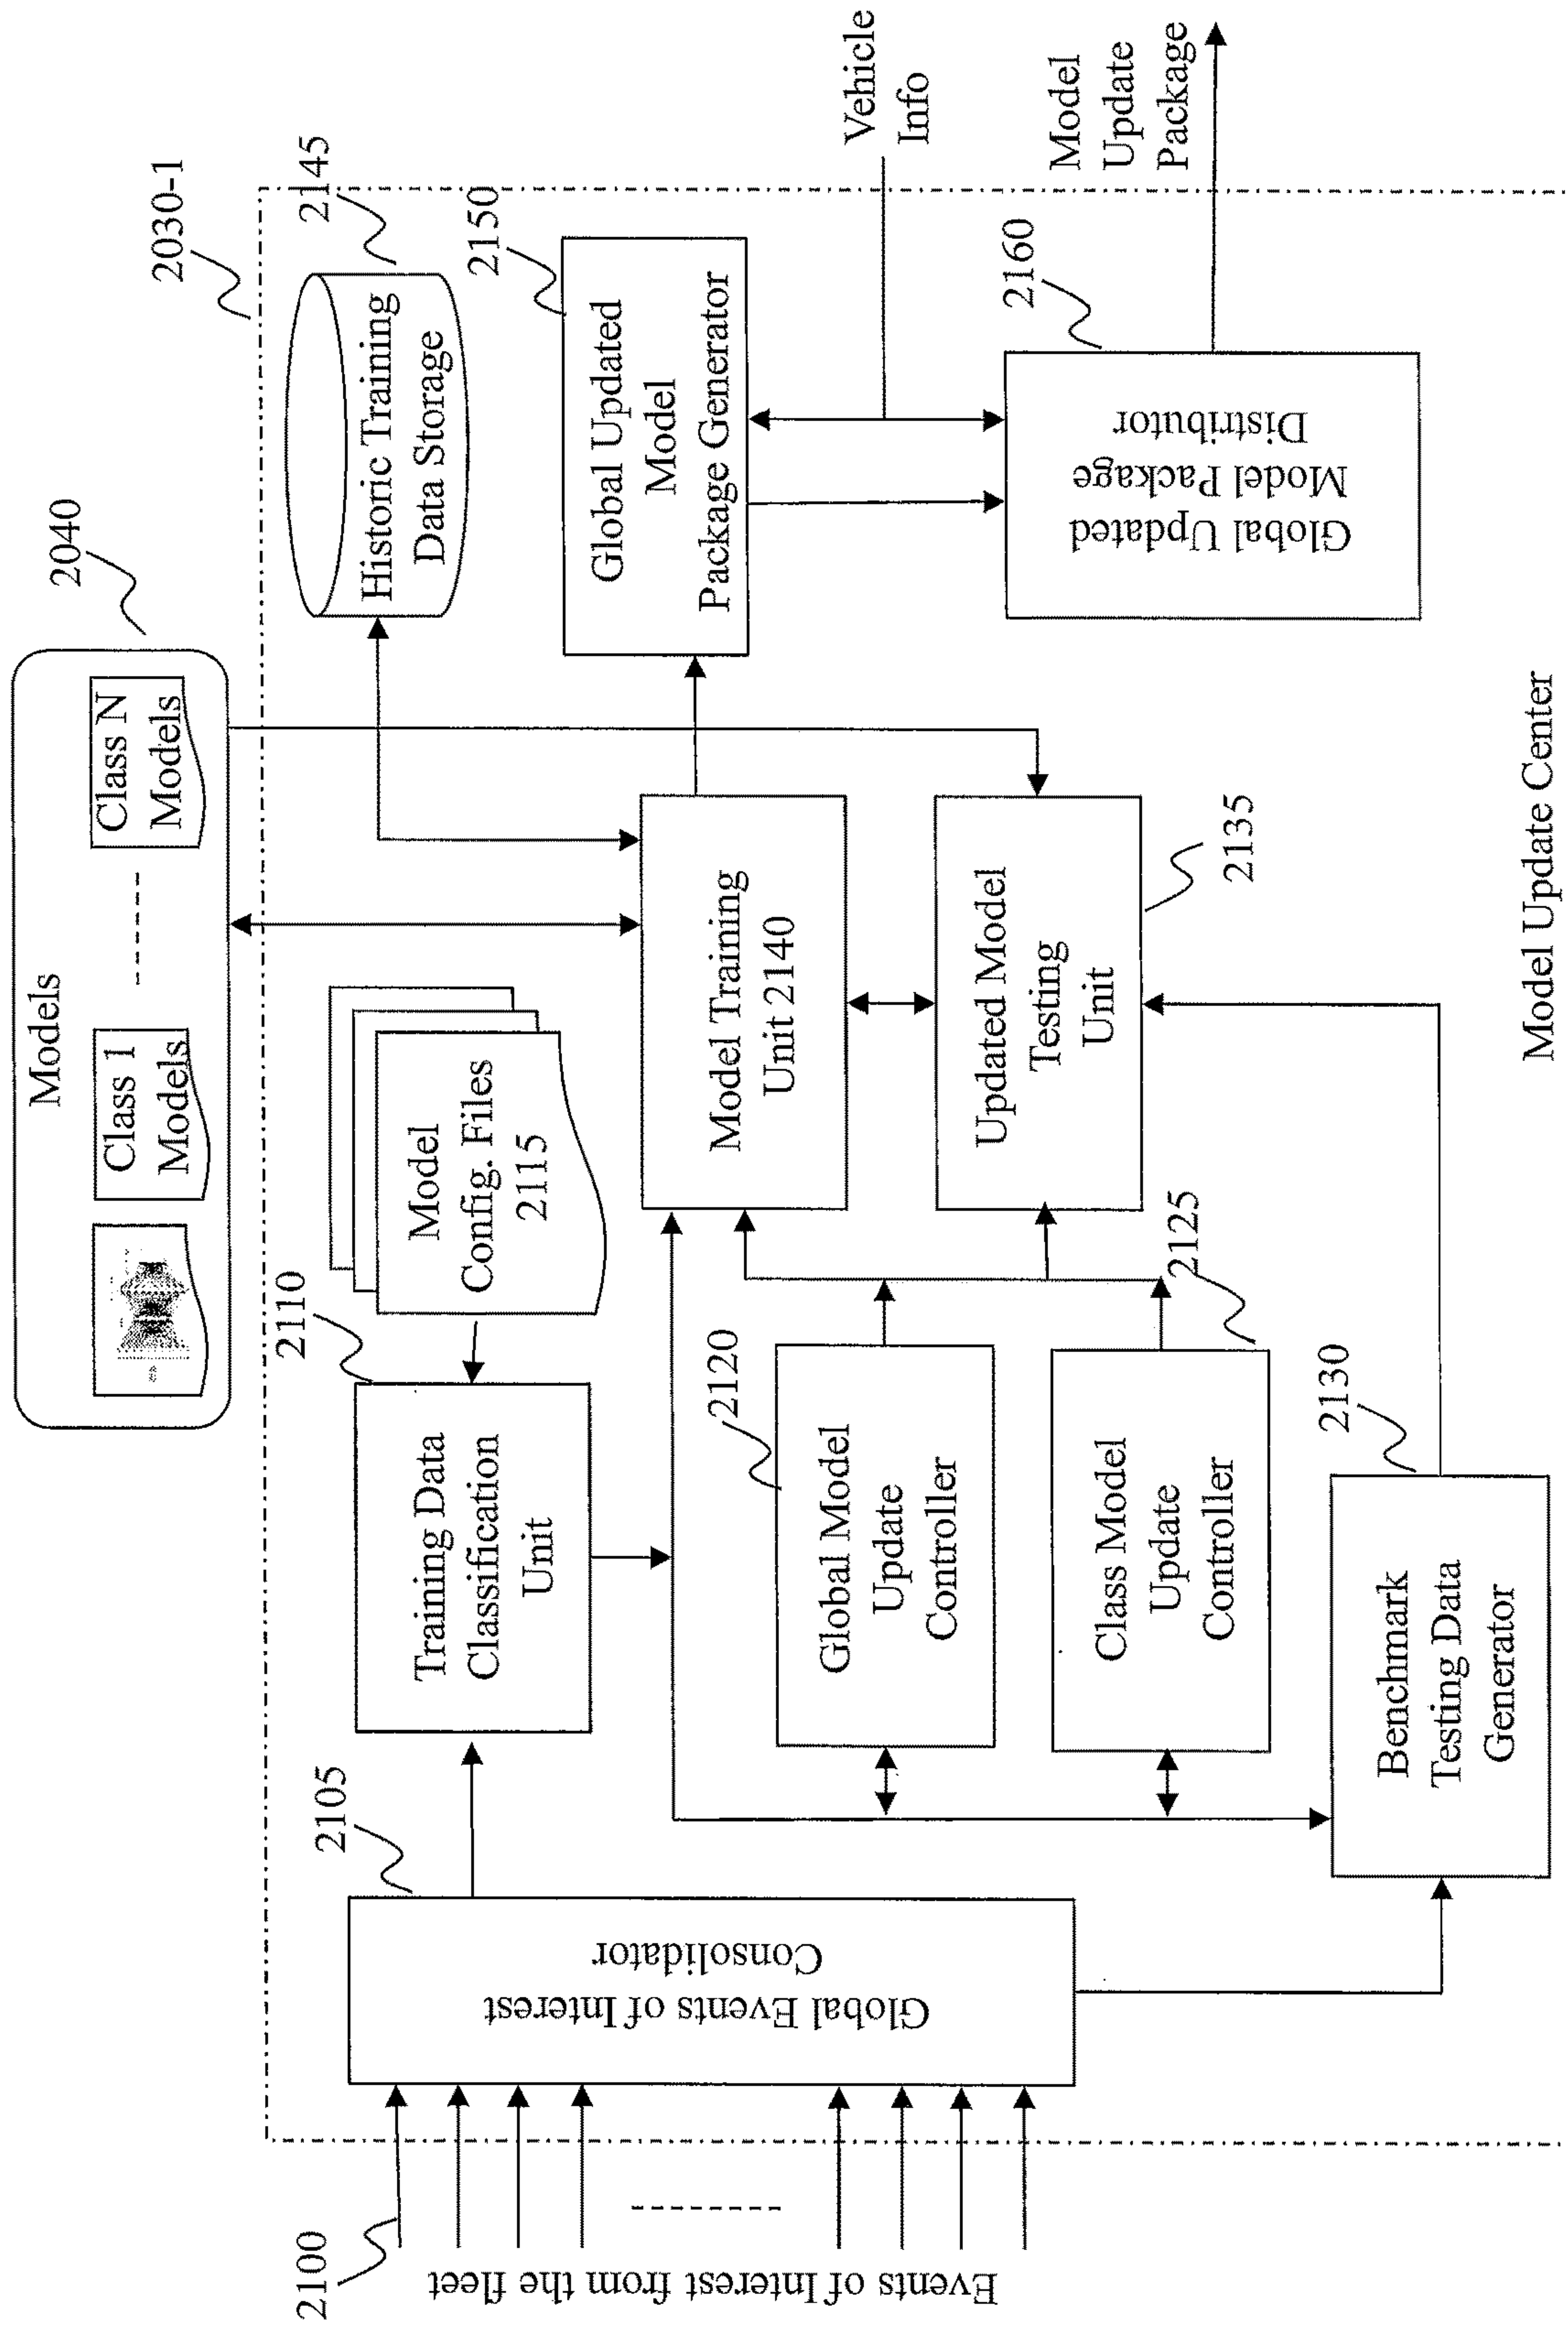 Models
Class 1
Models
Class N
Models
2040
2030-1
2100
Events of Interest from the fleet
2105
Global Events of Interest
Consolidator
2110
Training Data
Classification
Unit
Model
Config. Files
2115
Historic Training
Data Storage
2145
2120
Global Model
Update
Controller
Model Training
Unit 2140
Global Updated
Model
Package Generator
2150
Vehicle
Info
2125
Class Model
Update
Controller
Updated Model
Testing
Unit
2135
Global Updated
Model Package
Distributor
2160
Model
Update
Package
2130
Benchmark
Testing Data
Generator
Model Update Center